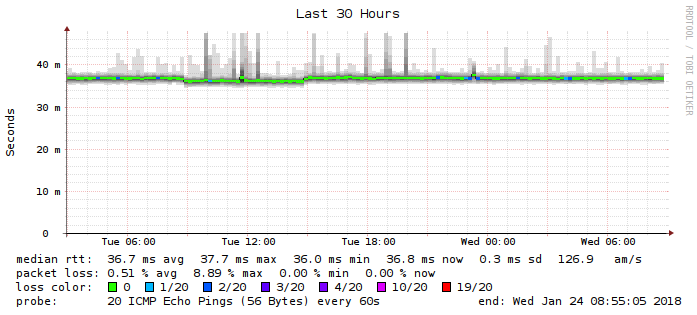 Last 30 Hours
RRDTOOL / TOBI OETIKER
Seconds
40 m
30 m
20 m
10 m
0
Tue 06:00 Tue 12:00 Tue 18:00 Wed 00:00 Wed 06:00
median rtt: 36.7 ms avg 37.7 ms max 36.0 ms min 36.8 ms now 0.3 ms sd 126.9 am/s
packet loss: 0.51 % avg 8.89 % max 0.00 % min 0.00 % now
loss color: 0 1/20 2/20 3/20 4/20 10/20 19/20
probe: 20 ICMP Echo Pings (56 Bytes) every 60s end: Wed Jan 24 08:55:05 2018